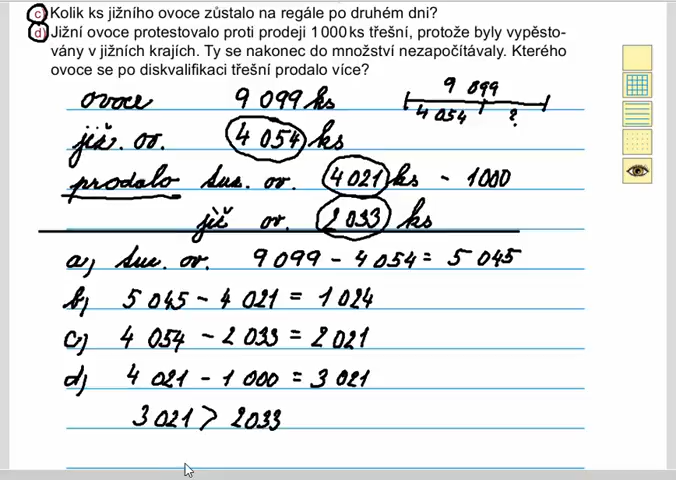 c) Kolik ks jižního ovoce zůstalo na regále po druhém dni?
d) Jižní ovoce protestovalo proti prodeji 1 000 ks třešní, protože byly vypěsto-
vány v jižních krajích. Ty se nakonec do množství nezapočítávaly. Kterého
ovoce se po diskvalifikaci třešní prodalo více?
ovoce 9 099 ks
9 099
4 054 ?
již. ov. 4 054 ks
prodalo suš. ov. 4 021 ks - 1000
již ov. 2 033 ks
a) suš. ov. 9 099 - 4 054 = 5 045
b) 5 045 - 4 021 = 1 024
c) 4 054 - 2 033 = 2 021
d) 4 021 - 1 000 = 3 021
3 021 > 2033